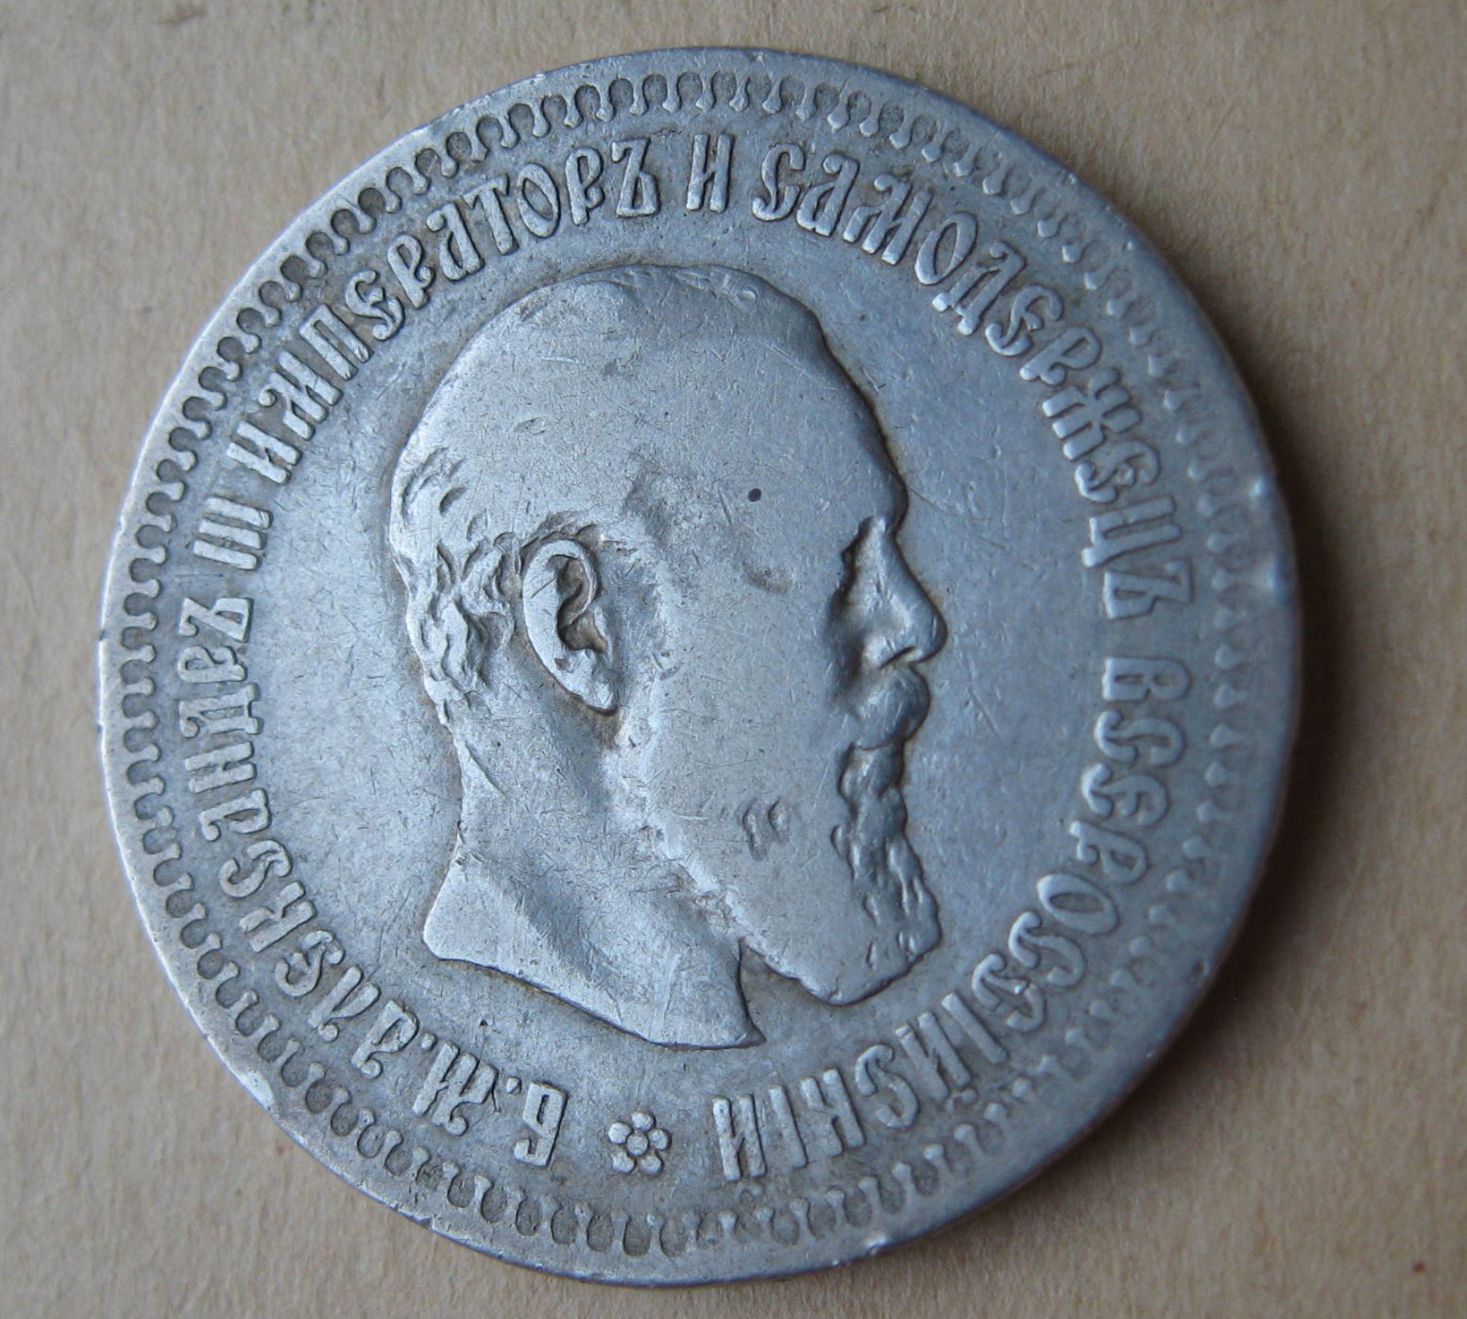 Б. М. АЛЕКСАНДРЪ III ИМПЕРАТОРЪ И САМОДЕРЖЕЦЪ ВСЕРОССІЙСКІЙ